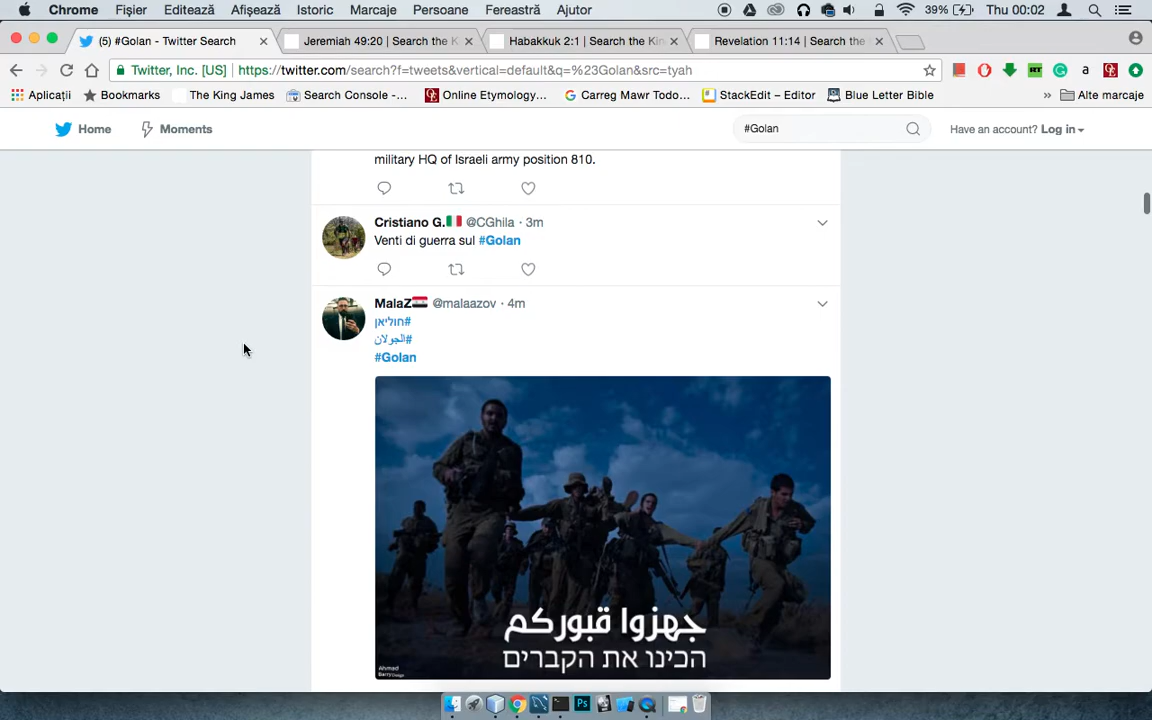 Chrome Fișier Editează Afișează Istoric Marcaje Persoane Fereastră Ajutor 39% Thu 00:02
(5) #Golan - Twitter Search Jeremiah 49:20 | Search the K Habakkuk 2:1 | Search the Kin Revelation 11:14 | Search the
Twitter, Inc. [US] https://twitter.com/search?f=tweets&vertical=default&q=%23Golan&src=tyah
Aplicații Bookmarks The King James Search Console -... Online Etymology... Carreg Mawr Todo... StackEdit – Editor Blue Letter Bible » Alte marcaje
Home Moments #Golan Have an account? Log in
military HQ of Israeli army position 810.
Cristiano G. @CGhila · 3m
Venti di guerra sul #Golan
MalaZ @malaazov · 4m
#חוליאן
#الجولان
#Golan
جهزوا قبوركم
הכינו את הקברים
Ahmad
Barry Design